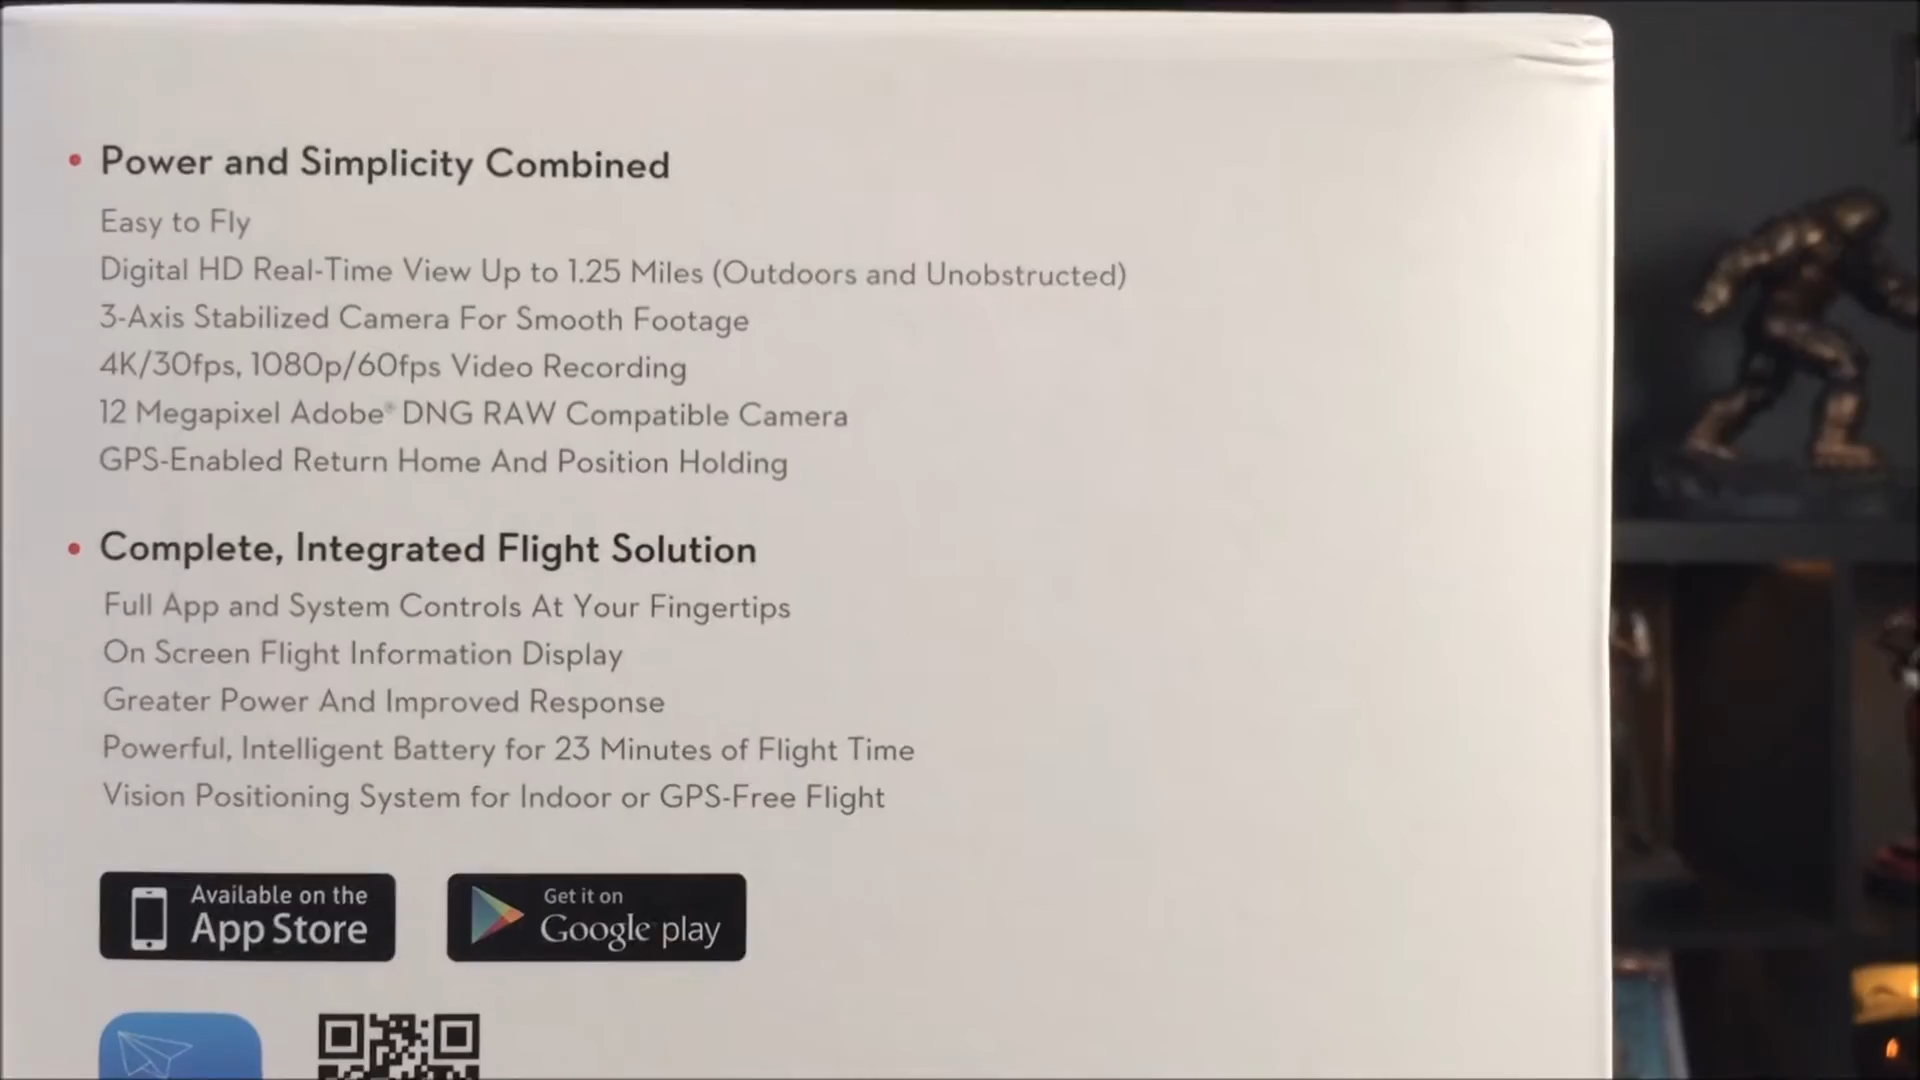 • Power and Simplicity Combined
Easy to Fly
Digital HD Real-Time View Up to 1.25 Miles (Outdoors and Unobstructed)
3-Axis Stabilized Camera For Smooth Footage
4K/30fps, 1080p/60fps Video Recording
12 Megapixel Adobe® DNG RAW Compatible Camera
GPS-Enabled Return Home And Position Holding
• Complete, Integrated Flight Solution
Full App and System Controls At Your Fingertips
On Screen Flight Information Display
Greater Power And Improved Response
Powerful, Intelligent Battery for 23 Minutes of Flight Time
Vision Positioning System for Indoor or GPS-Free Flight
Available on the
App Store
Get it on
Google play